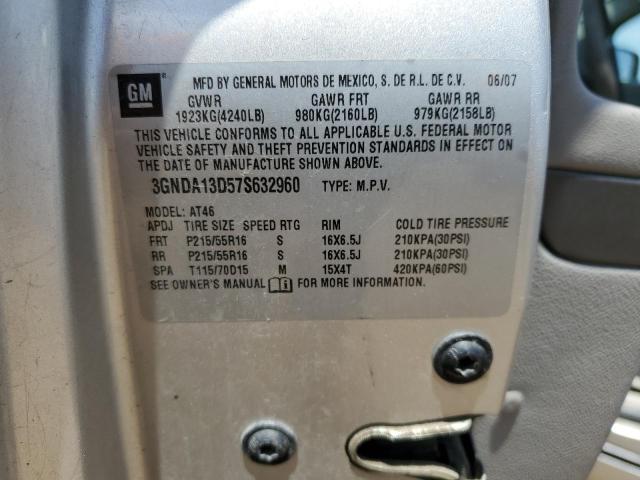 GM ® MFD BY GENERAL MOTORS DE MEXICO, S. DE R.L. DE C.V. 06/07
GVWR GAWR FRT GAWR RR
1923KG(4240LB) 980KG(2160LB) 979KG(2158LB)
THIS VEHICLE CONFORMS TO ALL APPLICABLE U.S. FEDERAL MOTOR
VEHICLE SAFETY AND THEFT PREVENTION STANDARDS IN EFFECT ON
THE DATE OF MANUFACTURE SHOWN ABOVE.
3GNDA13D57S632960 TYPE: M.P.V.
MODEL: AT46
APDJ TIRE SIZE SPEED RTG RIM COLD TIRE PRESSURE
FRT P215/55R16 S 16X6.5J 210KPA(30PSI)
RR P215/55R16 S 16X6.5J 210KPA(30PSI)
SPA T115/70D15 M 15X4T 420KPA(60PSI)
SEE OWNER'S MANUAL FOR MORE INFORMATION.